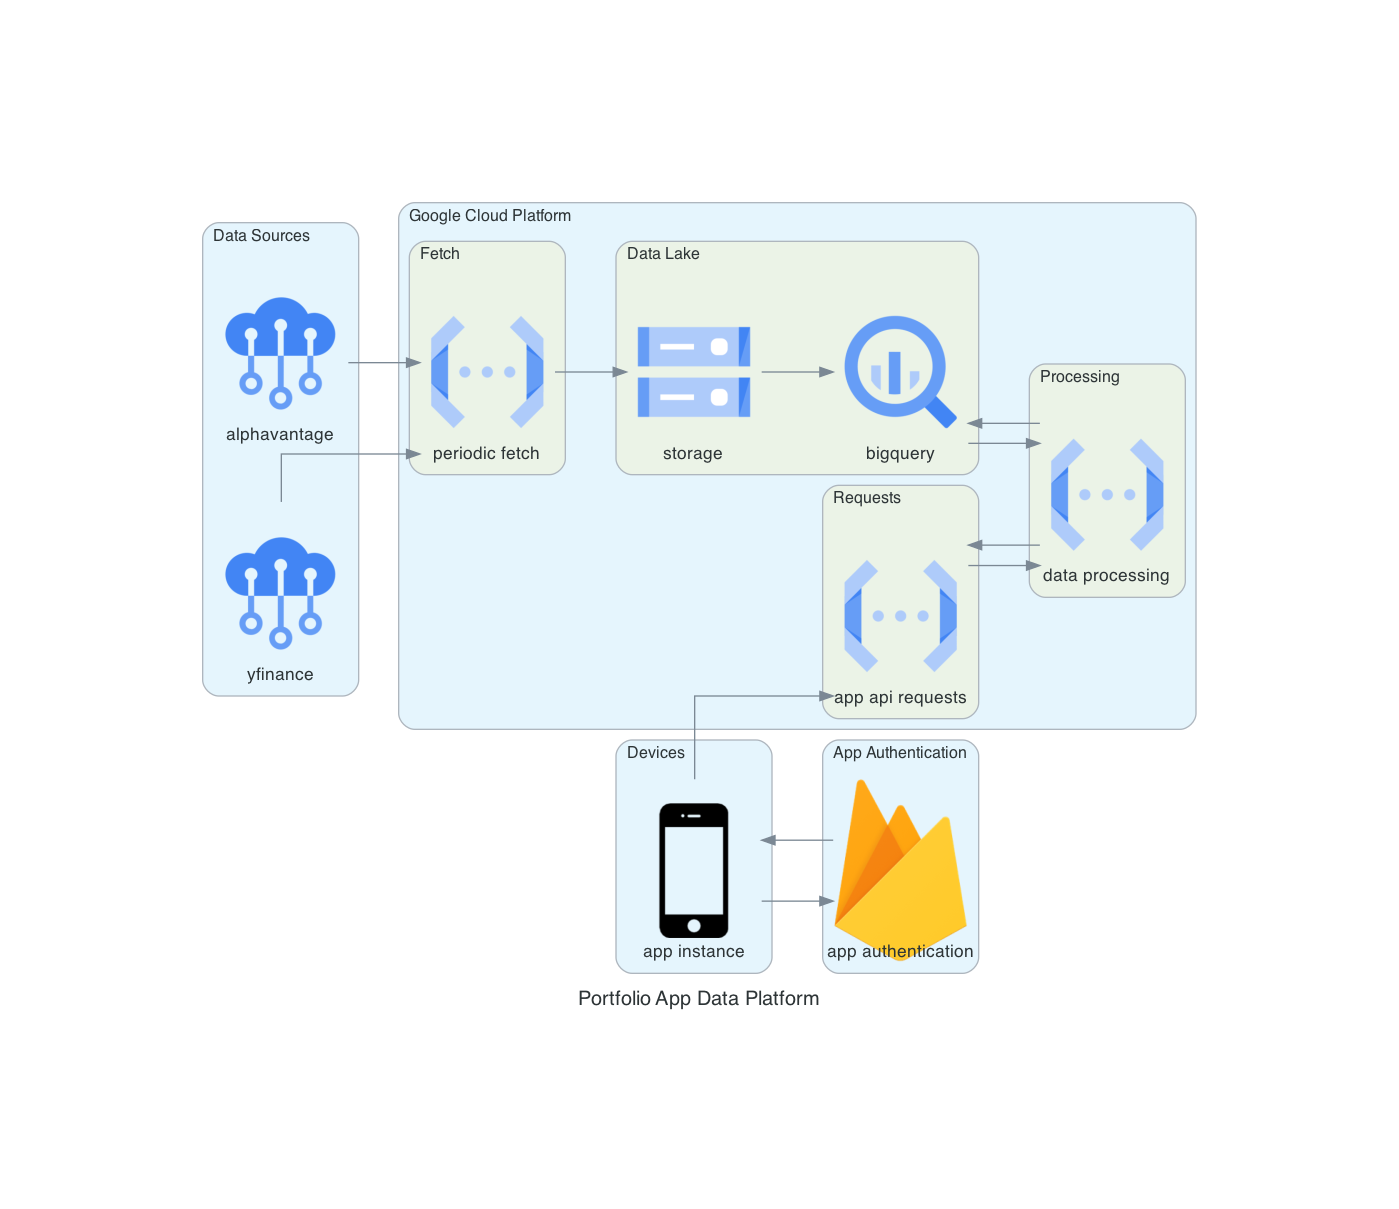 Google Cloud Platform
Data Sources
Fetch
Data Lake
alphavantage
periodic fetch
storage
bigquery
Processing
data processing
yfinance
Requests
app api requests
Devices
App Authentication
app instance
app authentication
Portfolio App Data Platform